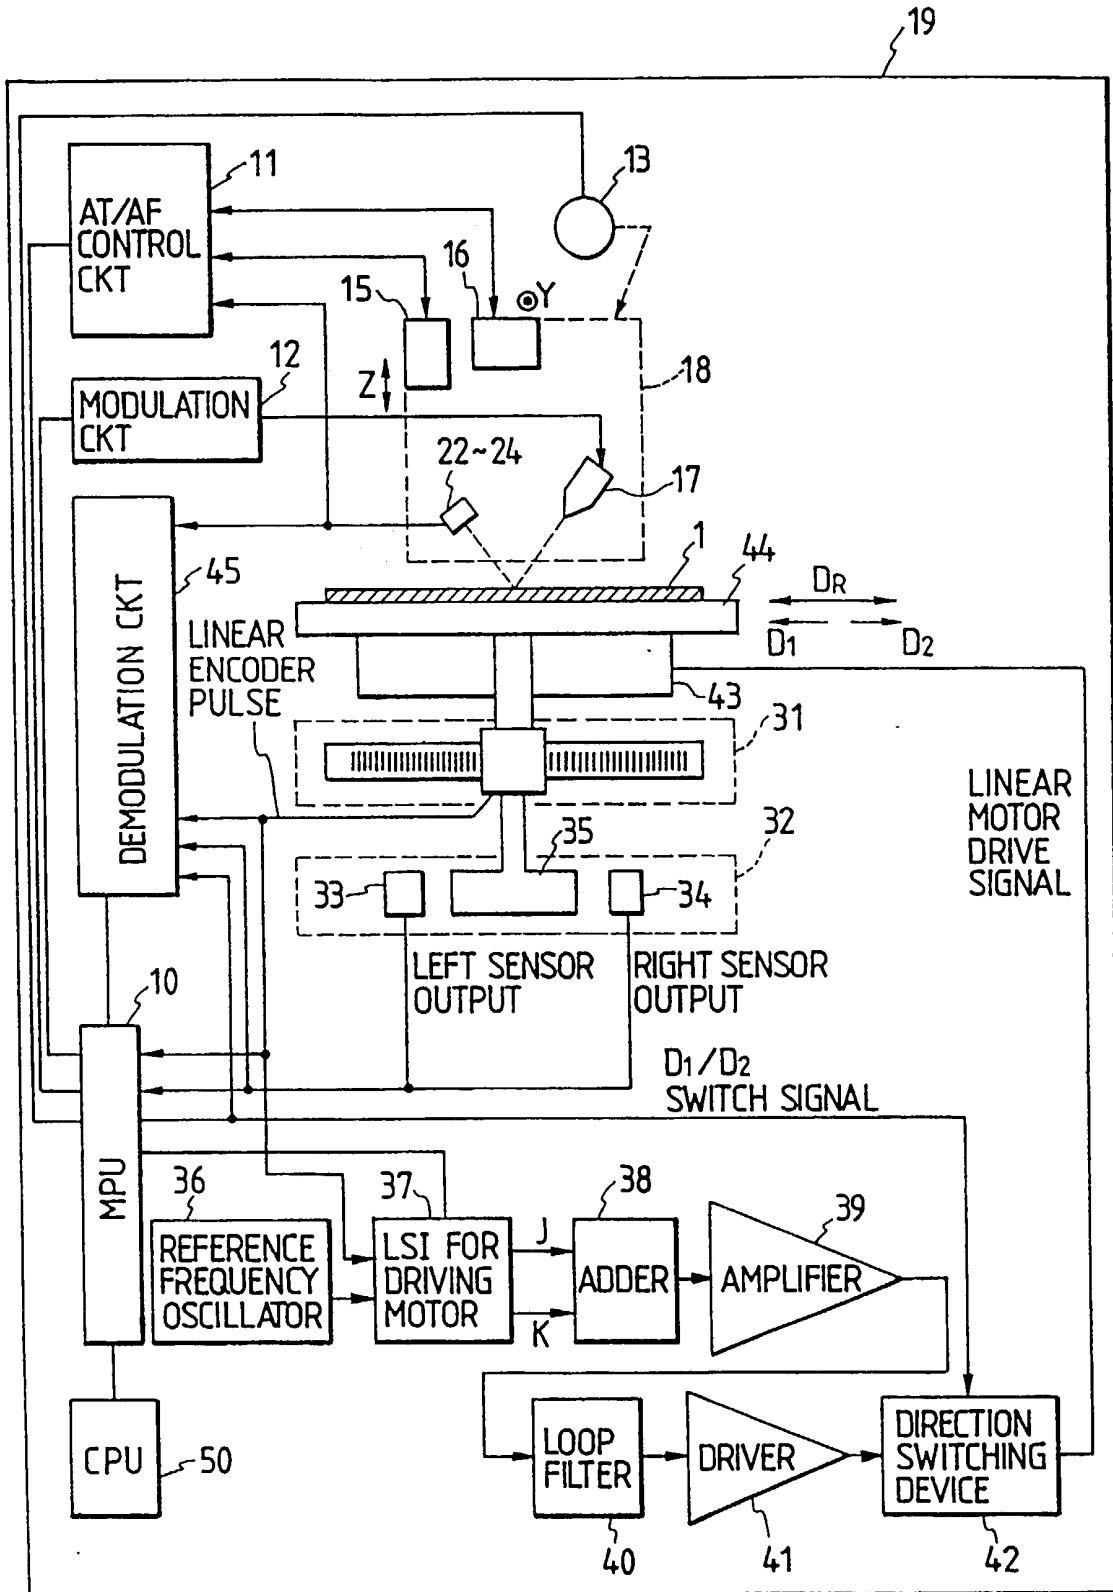 19
11
AT/AF
CONTROL
CKT
13
15
16
Y
Z
18
12
MODULATION
CKT
22~24
17
1
44
45
DEMODULATION CKT
DR
D1
D2
LINEAR
ENCODER
PULSE
43
31
LINEAR
MOTOR
DRIVE
SIGNAL
35
32
33
34
LEFT SENSOR
OUTPUT
RIGHT SENSOR
OUTPUT
10
MPU
D1/D2
SWITCH SIGNAL
36
REFERENCE
FREQUENCY
OSCILLATOR
37
LSI FOR
DRIVING
MOTOR
J
K
38
ADDER
39
AMPLIFIER
CPU
50
LOOP
FILTER
40
DRIVER
41
DIRECTION
SWITCHING
DEVICE
42